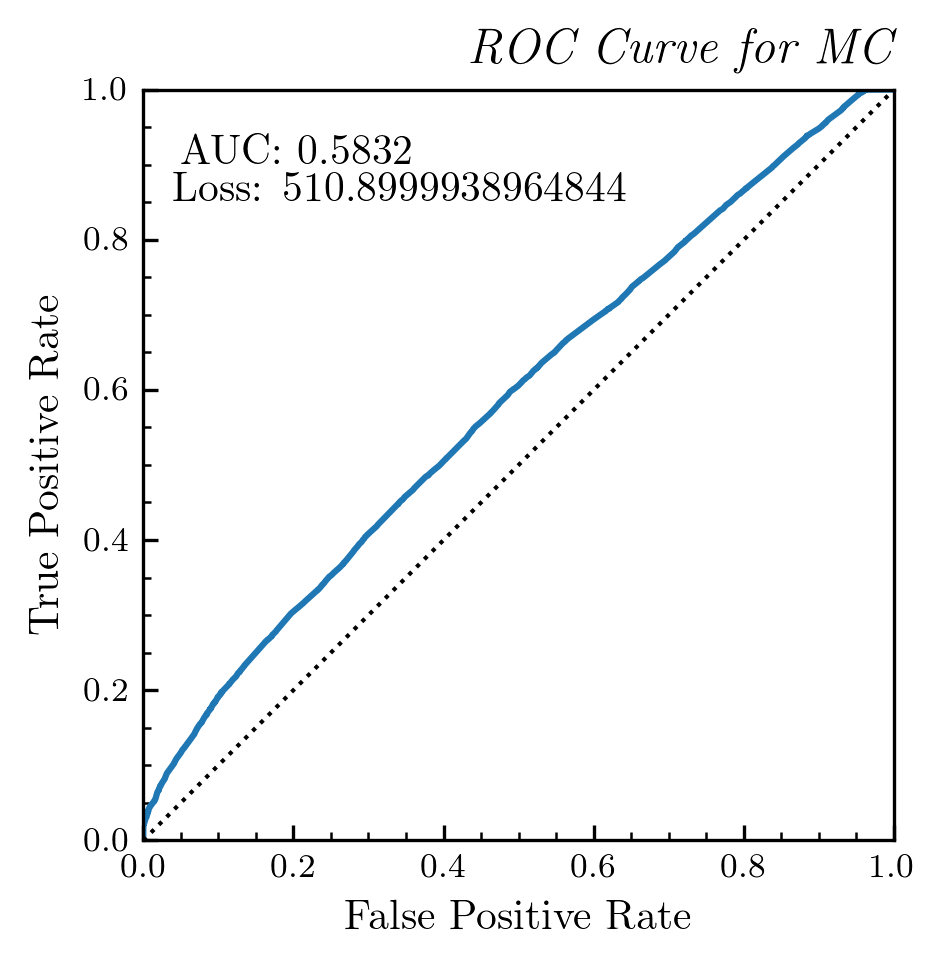 ROC Curve for MC
AUC: 0.5832
Loss: 510.8999938964844
True Positive Rate
1.0
0.8
0.6
0.4
0.2
0.0
0.0 0.2 0.4 0.6 0.8 1.0
False Positive Rate